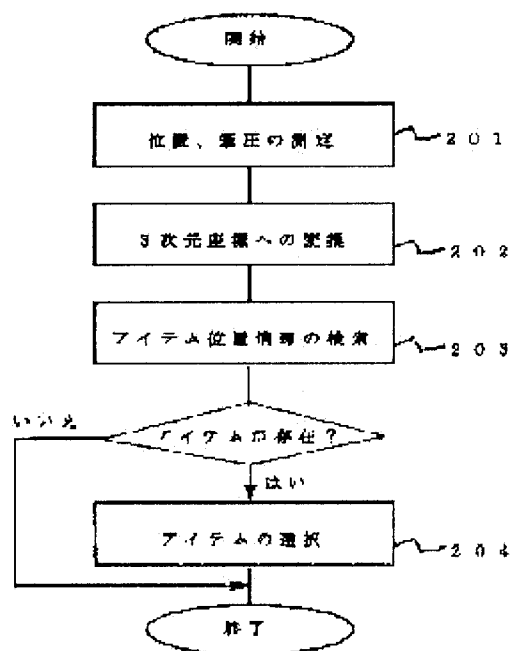 開始
位置、筆圧の測定
201
3次元座標への変換
202
アイテム位置情報の検索
203
いいえ
アイテムが存在?
はい
アイテムの選択
204
終了